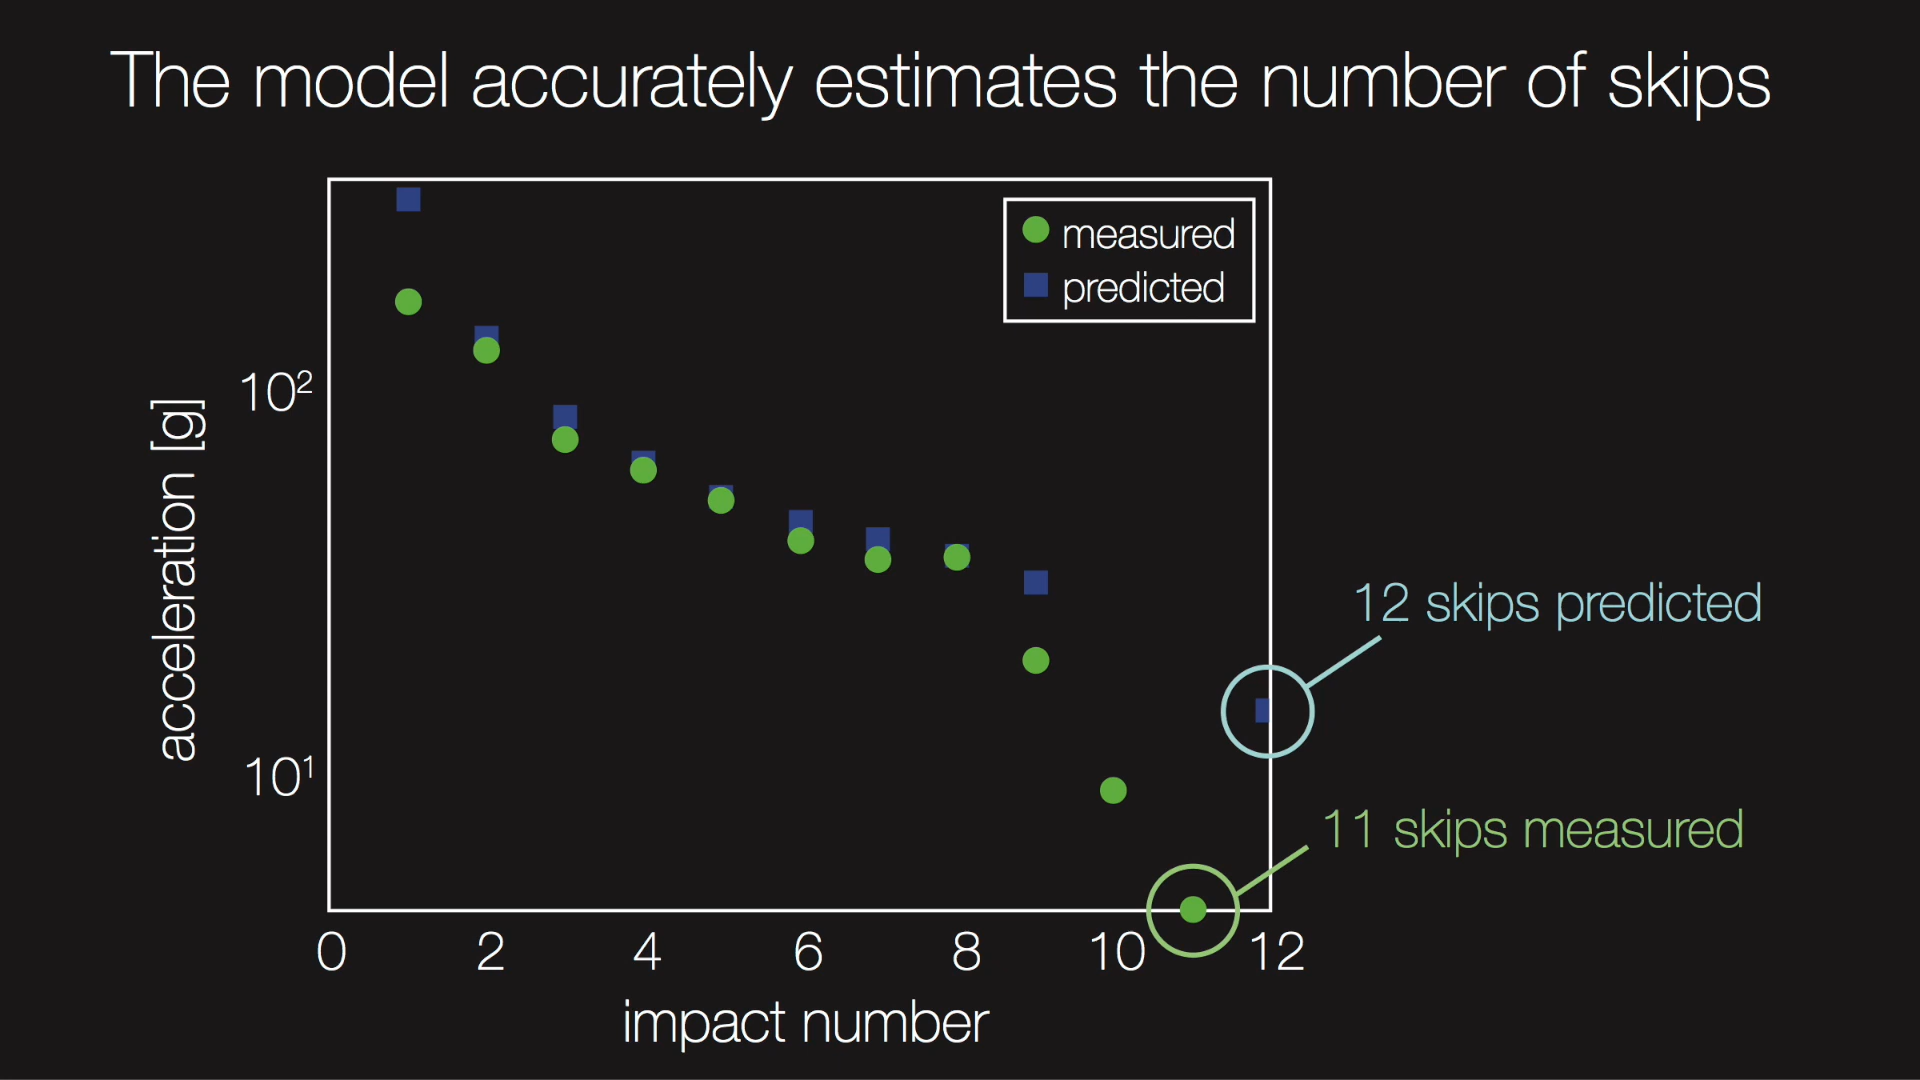 The model accurately estimates the number of skips
measured
predicted
10²
10¹
acceleration [g]
12 skips predicted
11 skips measured
0 2 4 6 8 10 12
impact number